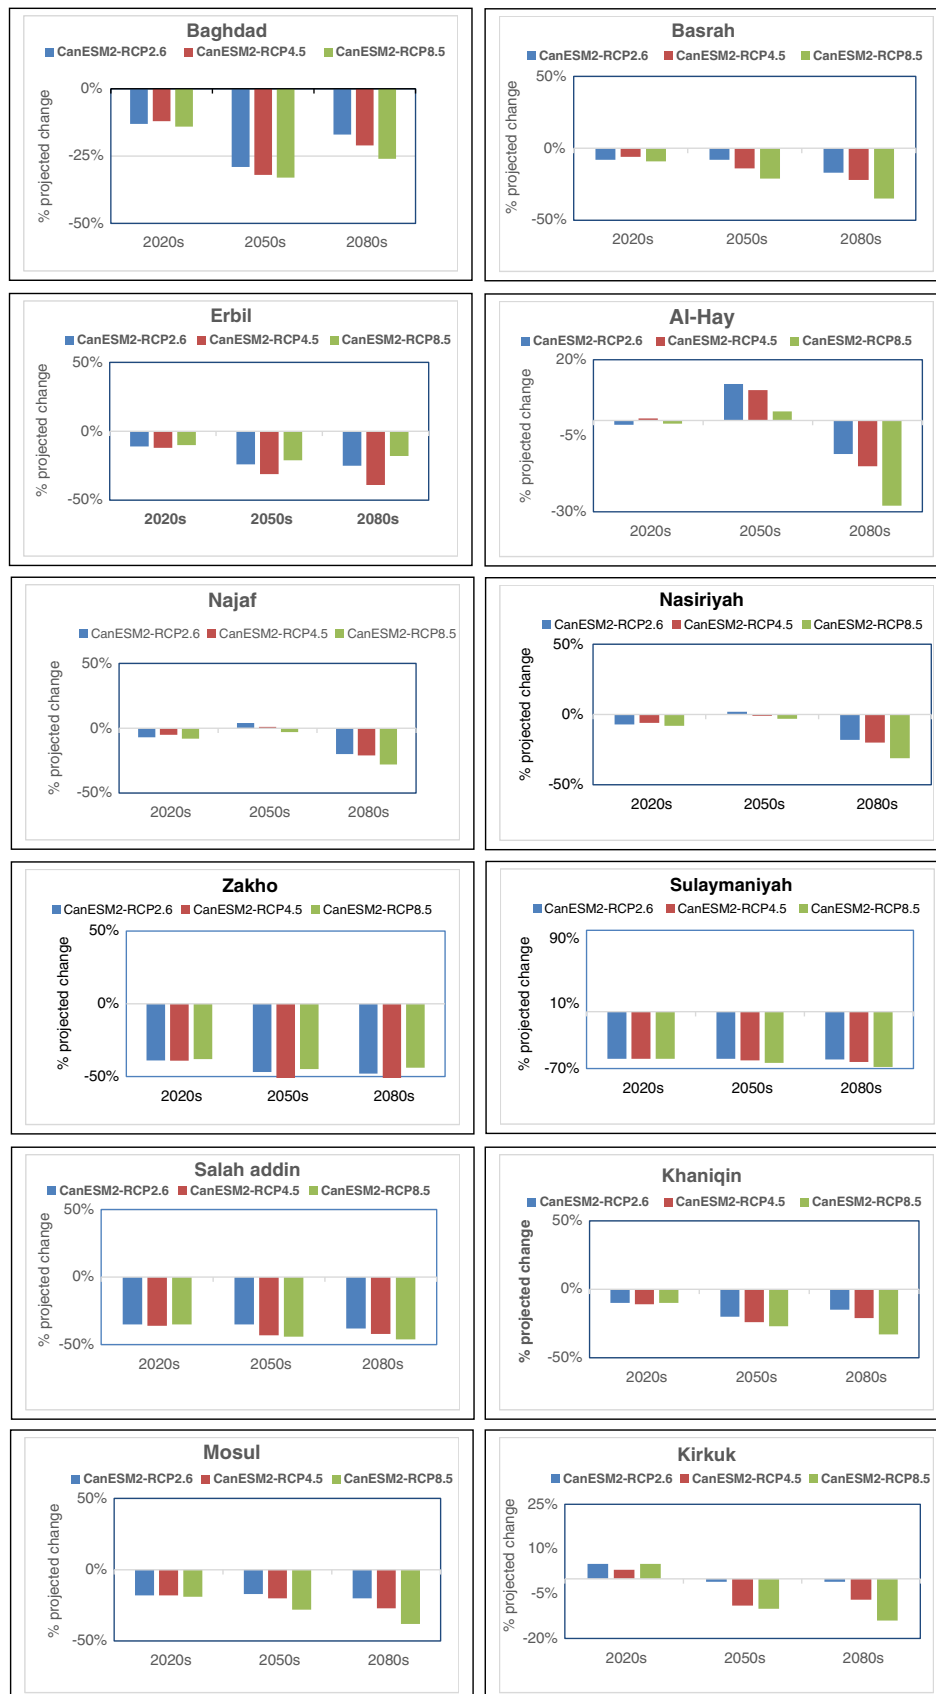 Baghdad
CanESM2-RCP2.6 CanESM2-RCP4.5 CanESM2-RCP8.5
% projected change
0%
-25%
-50%
2020s 2050s 2080s
Basrah
CanESM2-RCP2.6 CanESM2-RCP4.5 CanESM2-RCP8.5
% projected change
50%
0%
-50%
2020s 2050s 2080s
Erbil
CanESM2-RCP2.6 CanESM2-RCP4.5 CanESM2-RCP8.5
% projected change
50%
0%
-50%
2020s 2050s 2080s
Al-Hay
CanESM2-RCP2.6 CanESM2-RCP4.5 CanESM2-RCP8.5
% projected change
20%
-5%
-30%
2020s 2050s 2080s
Najaf
CanESM2-RCP2.6 CanESM2-RCP4.5 CanESM2-RCP8.5
% projected change
50%
0%
-50%
2020s 2050s 2080s
Nasiriyah
CanESM2-RCP2.6 CanESM2-RCP4.5 CanESM2-RCP8.5
% projected change
50%
0%
-50%
2020s 2050s 2080s
Zakho
CanESM2-RCP2.6 CanESM2-RCP4.5 CanESM2-RCP8.5
% projected change
50%
0%
-50%
2020s 2050s 2080s
Sulaymaniyah
CanESM2-RCP2.6 CanESM2-RCP4.5 CanESM2-RCP8.5
% projected change
90%
10%
-70%
2020s 2050s 2080s
Salah addin
CanESM2-RCP2.6 CanESM2-RCP4.5 CanESM2-RCP8.5
% projected change
50%
0%
-50%
2020s 2050s 2080s
Khaniqin
CanESM2-RCP2.6 CanESM2-RCP4.5 CanESM2-RCP8.5
% projected change
50%
0%
-50%
2020s 2050s 2080s
Mosul
CanESM2-RCP2.6 CanESM2-RCP4.5 CanESM2-RCP8.5
% projected change
50%
0%
-50%
2020s 2050s 2080s
Kirkuk
CanESM2-RCP2.6 CanESM2-RCP4.5 CanESM2-RCP8.5
% projected change
25%
10%
-5%
-20%
2020s 2050s 2080s